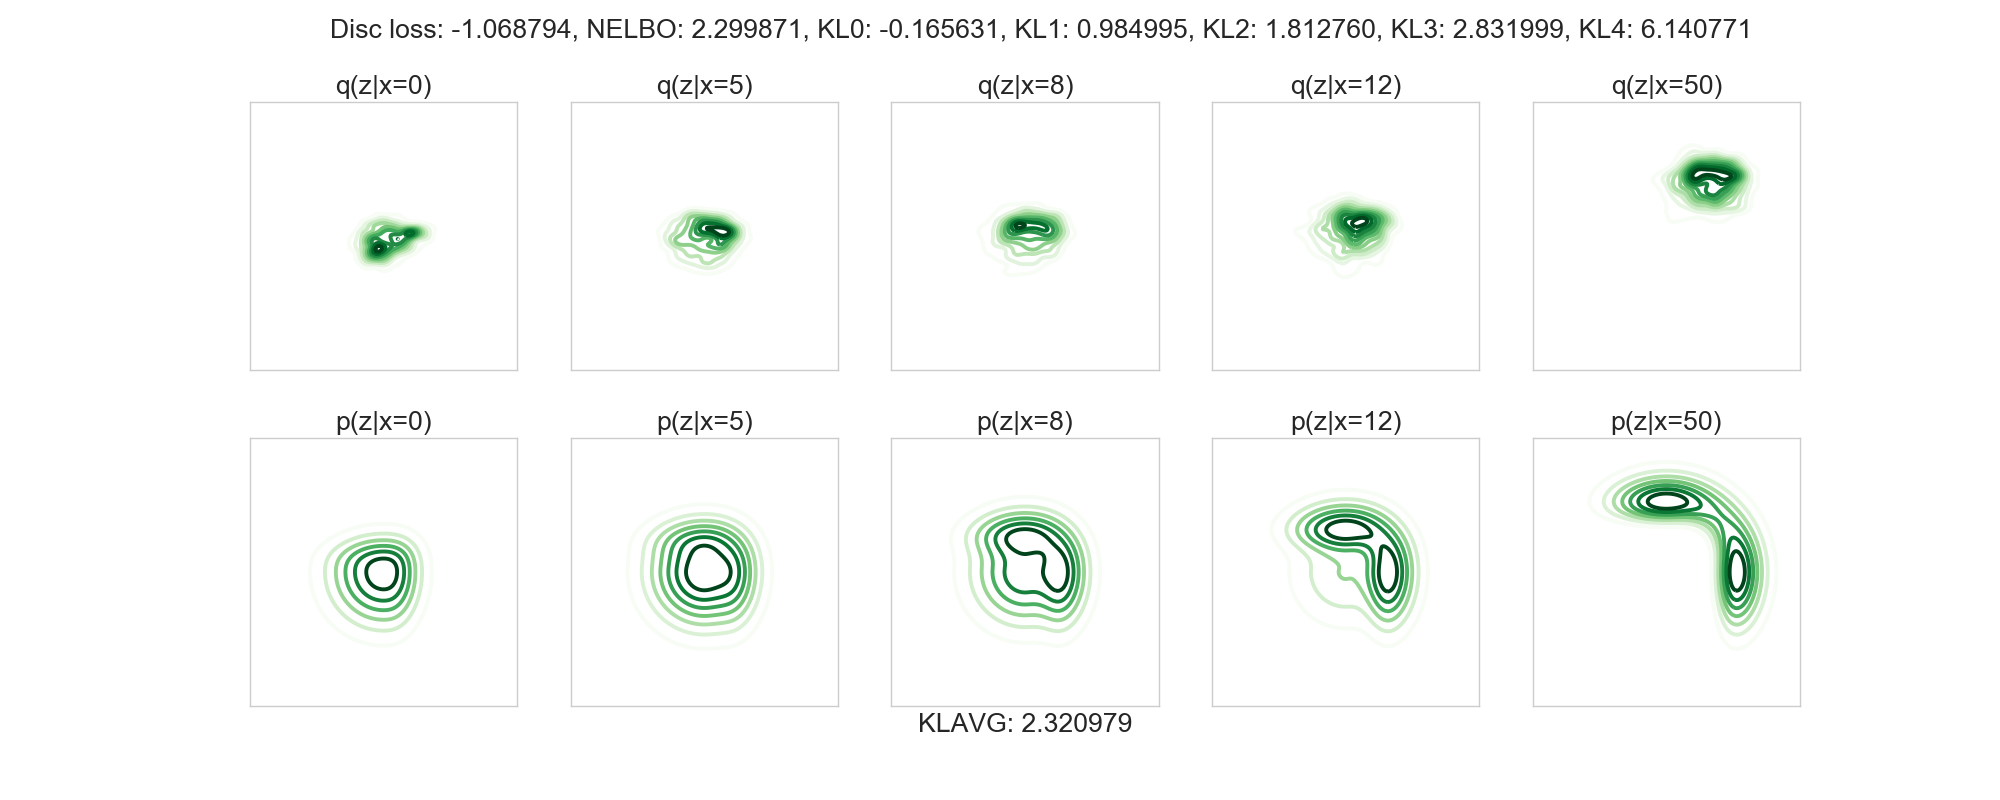 Disc loss: -1.068794, NELBO: 2.299871, KL0: -0.165631, KL1: 0.984995, KL2: 1.812760, KL3: 2.831999, KL4: 6.140771
q(z|x=0) q(z|x=5) q(z|x=8) q(z|x=12) q(z|x=50)
p(z|x=0) p(z|x=5) p(z|x=8) p(z|x=12) p(z|x=50)
KLAVG: 2.320979